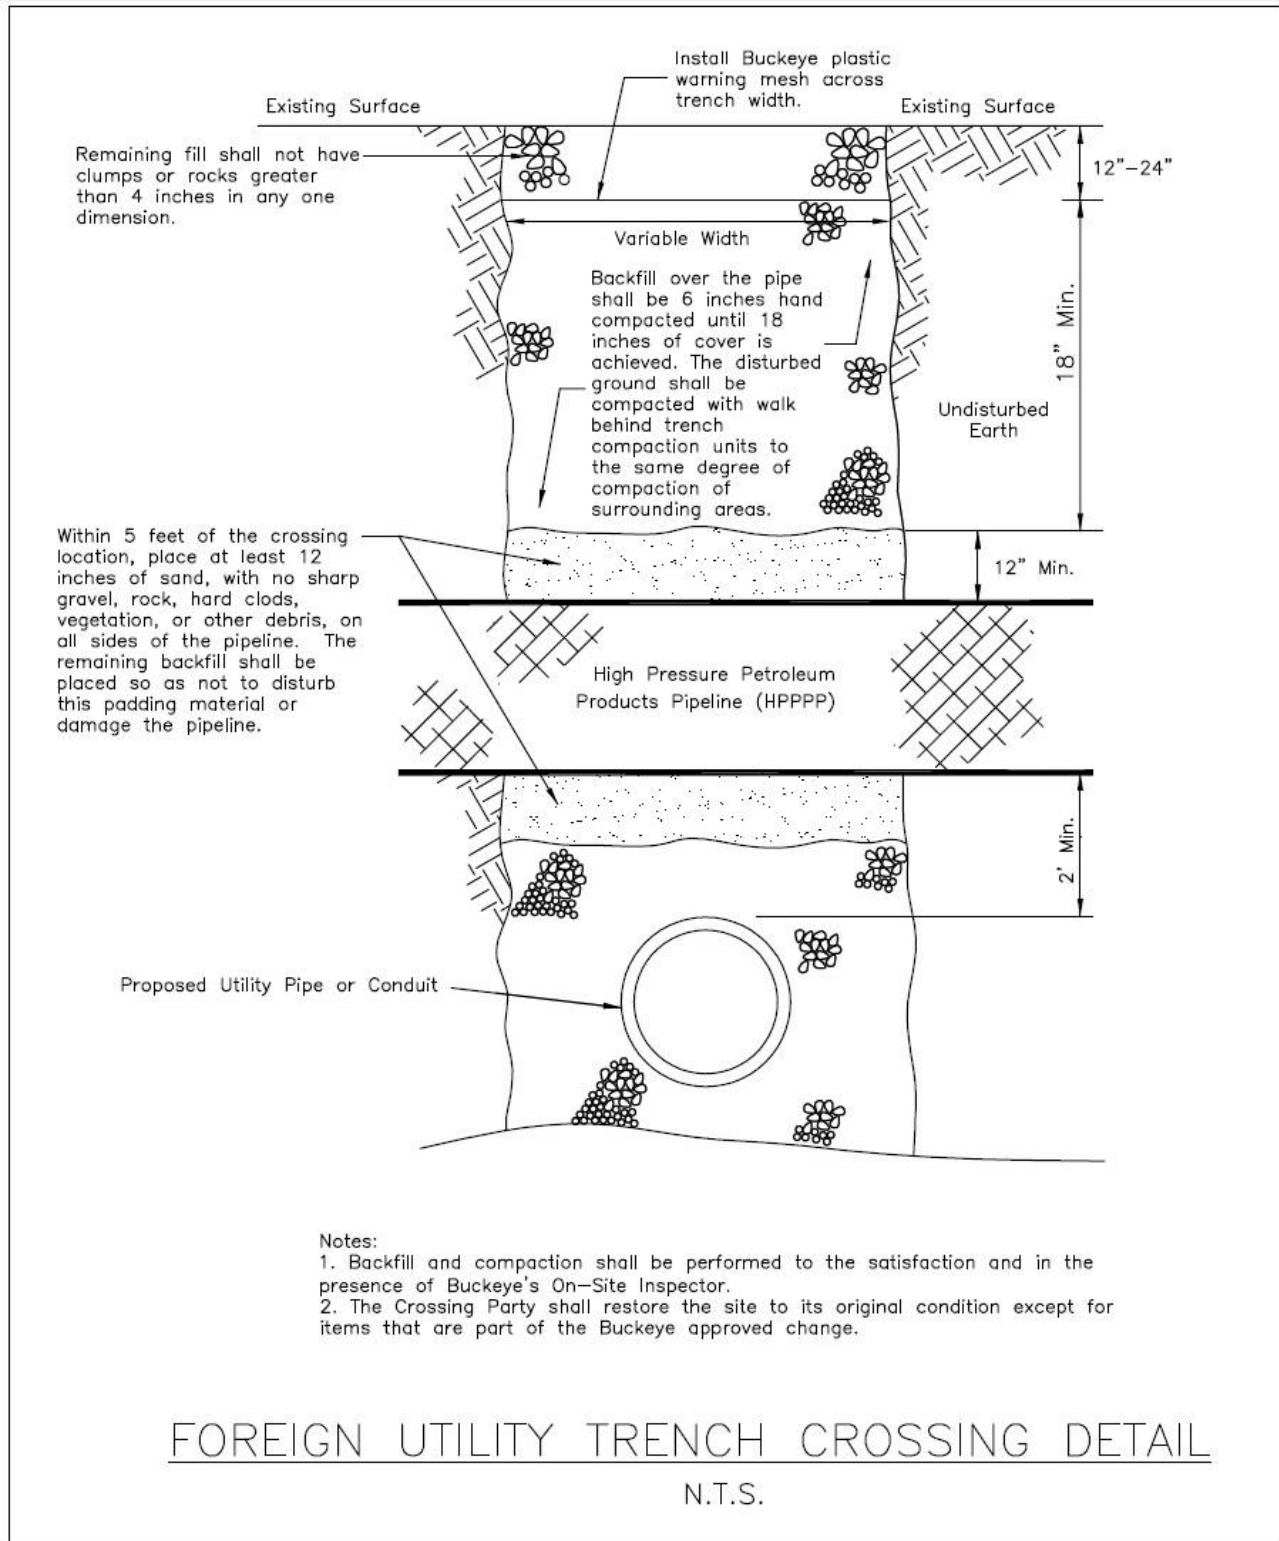 Install Buckeye plastic
warning mesh across
trench width.
Existing Surface
Existing Surface
Remaining fill shall not have
clumps or rocks greater
than 4 inches in any one
dimension.
12"-24"
Variable Width
Backfill over the pipe
shall be 6 inches hand
compacted until 18
inches of cover is
achieved. The disturbed
ground shall be
compacted with walk
behind trench
compaction units to
the same degree of
compaction of
surrounding areas.
18" Min.
Undisturbed
Earth
Within 5 feet of the crossing
location, place at least 12
inches of sand, with no sharp
gravel, rock, hard clods,
vegetation, or other debris, on
all sides of the pipeline. The
remaining backfill shall be
placed so as not to disturb
this padding material or
damage the pipeline.
12" Min.
High Pressure Petroleum
Products Pipeline (HPPPP)
2' Min.
Proposed Utility Pipe or Conduit
Notes:
1. Backfill and compaction shall be performed to the satisfaction and in the
presence of Buckeye's On-Site Inspector.
2. The Crossing Party shall restore the site to its original condition except for
items that are part of the Buckeye approved change.
FOREIGN UTILITY TRENCH CROSSING DETAIL
N.T.S.